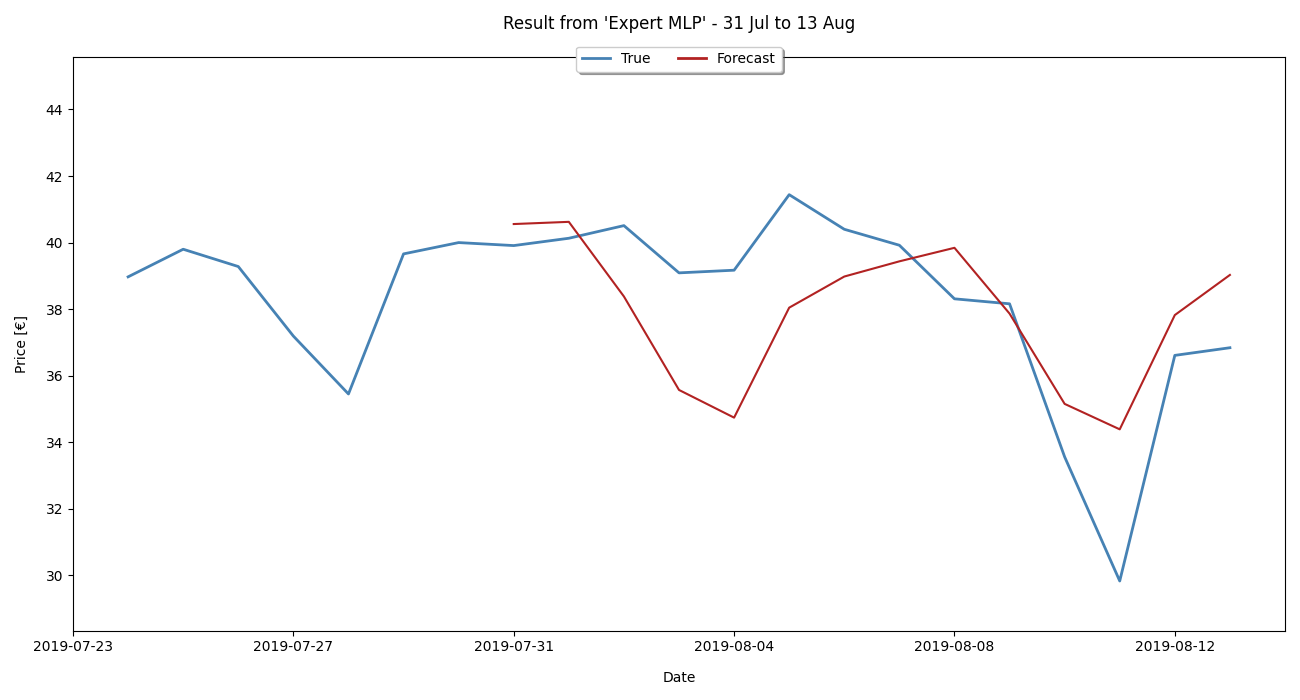 Result from 'Expert MLP' - 31 Jul to 13 Aug
True Forecast
Price [€]
44
42
40
38
36
34
32
30
2019-07-23 2019-07-27 2019-07-31 2019-08-04 2019-08-08 2019-08-12
Date